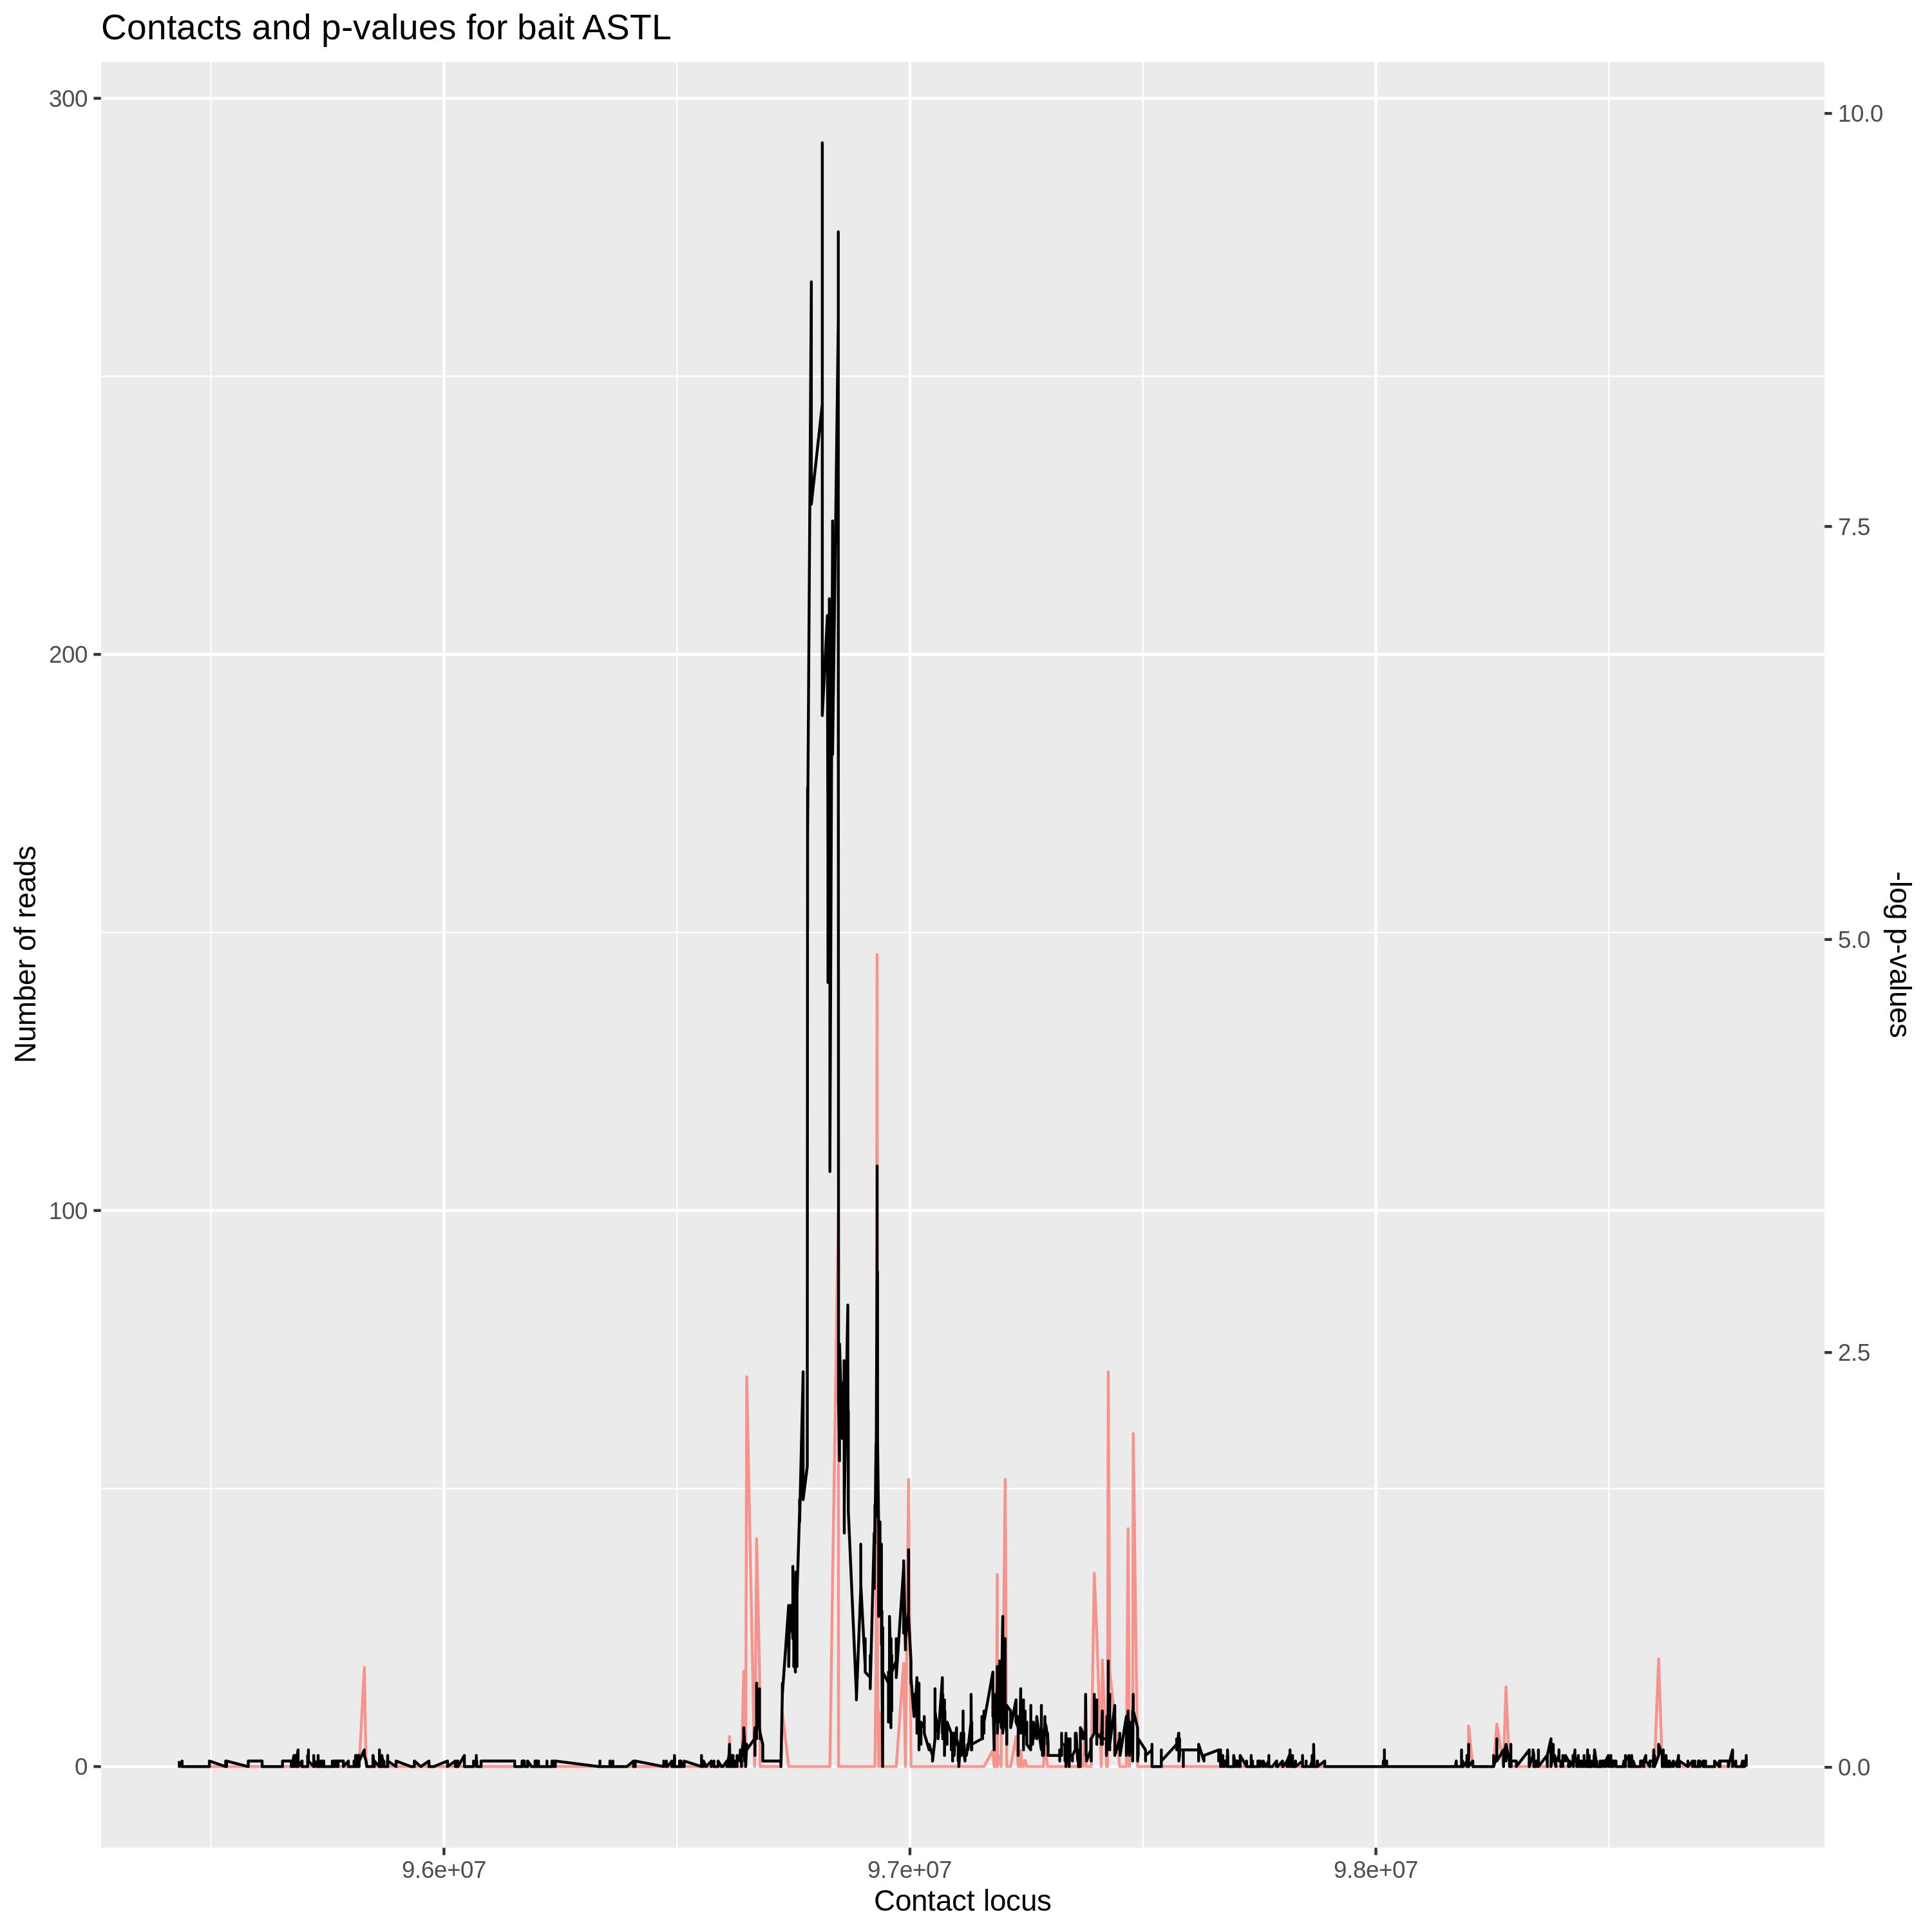 Contacts and p-values for bait ASTL
300
200
100
0
Number of reads
10.0
7.5
5.0
2.5
0.0
-log p-values
9.6e+07
9.7e+07
9.8e+07
Contact locus